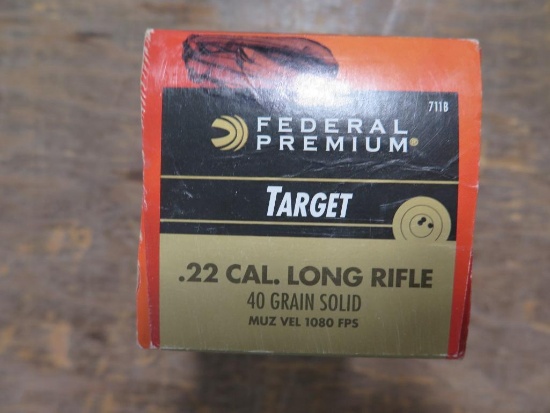 711B
FEDERAL
PREMIUM®
TARGET
.22 CAL. LONG RIFLE
40 GRAIN SOLID
MUZ VEL 1080 FPS